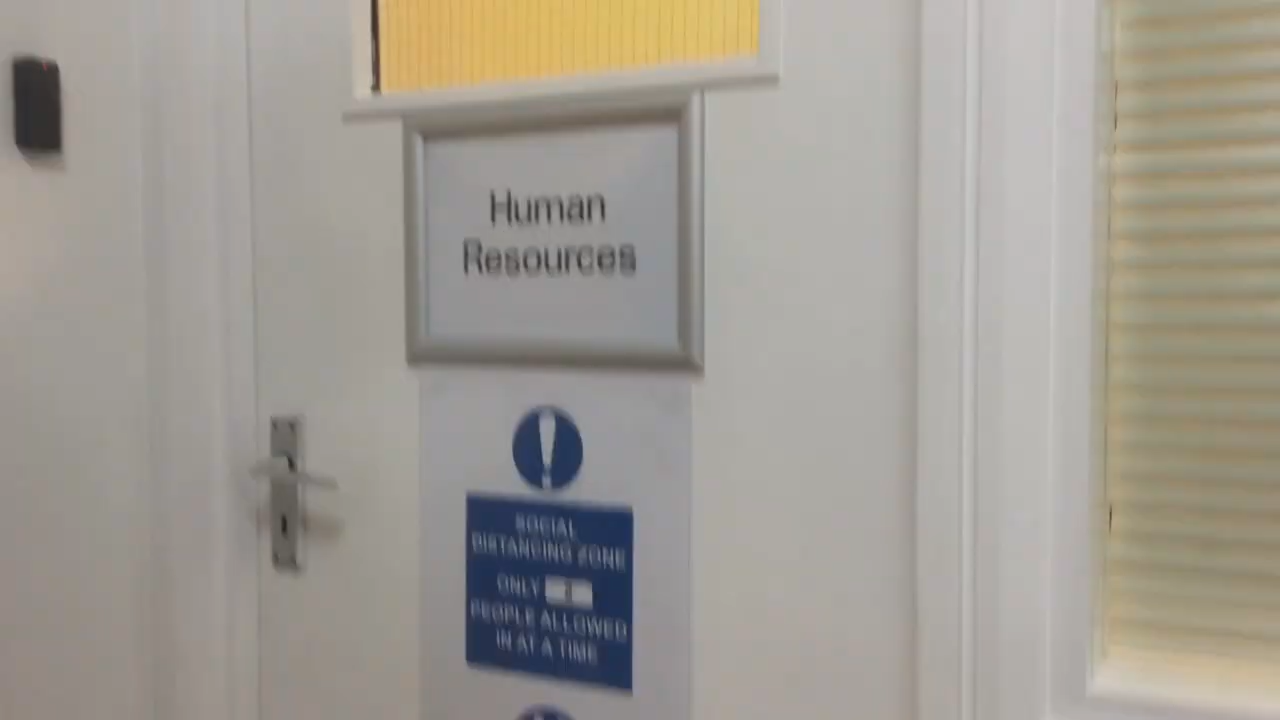 Human
Resources
SOCIAL
DISTANCING ZONE
ONLY
PEOPLE ALLOWED
IN AT A TIME